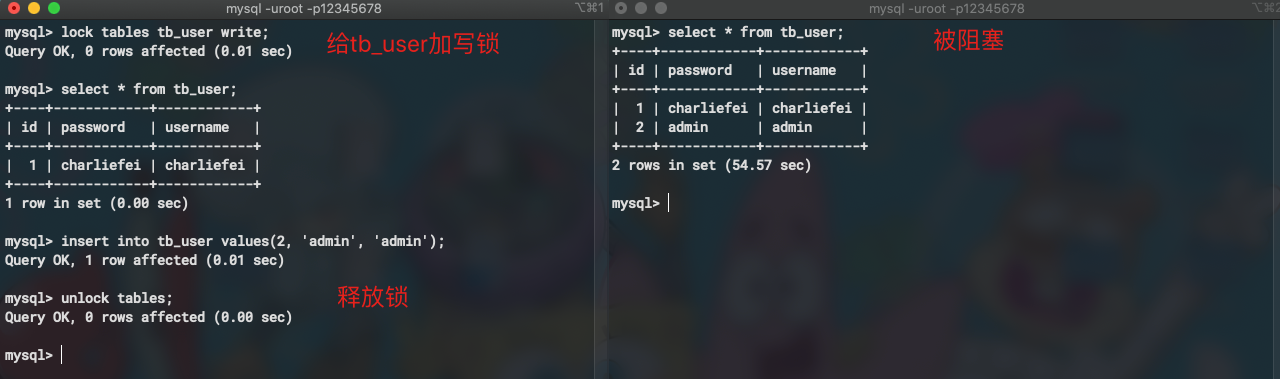 mysql -uroot -p12345678
⌥⌘1
mysql> lock tables tb_user write;
Query OK, 0 rows affected (0.01 sec)
给tb_user加写锁
mysql> select * from tb_user;
+----+------------+------------+
| id | password   | username   |
+----+------------+------------+
|  1 | charliefei | charliefei |
+----+------------+------------+
1 row in set (0.00 sec)
mysql> insert into tb_user values(2, 'admin', 'admin');
Query OK, 1 row affected (0.01 sec)
mysql> unlock tables;
释放锁
Query OK, 0 rows affected (0.00 sec)
mysql>
mysql -uroot -p12345678
mysql> select * from tb_user;
被阻塞
+----+------------+------------+
| id | password   | username   |
+----+------------+------------+
|  1 | charliefei | charliefei |
|  2 | admin      | admin      |
+----+------------+------------+
2 rows in set (54.57 sec)
mysql>